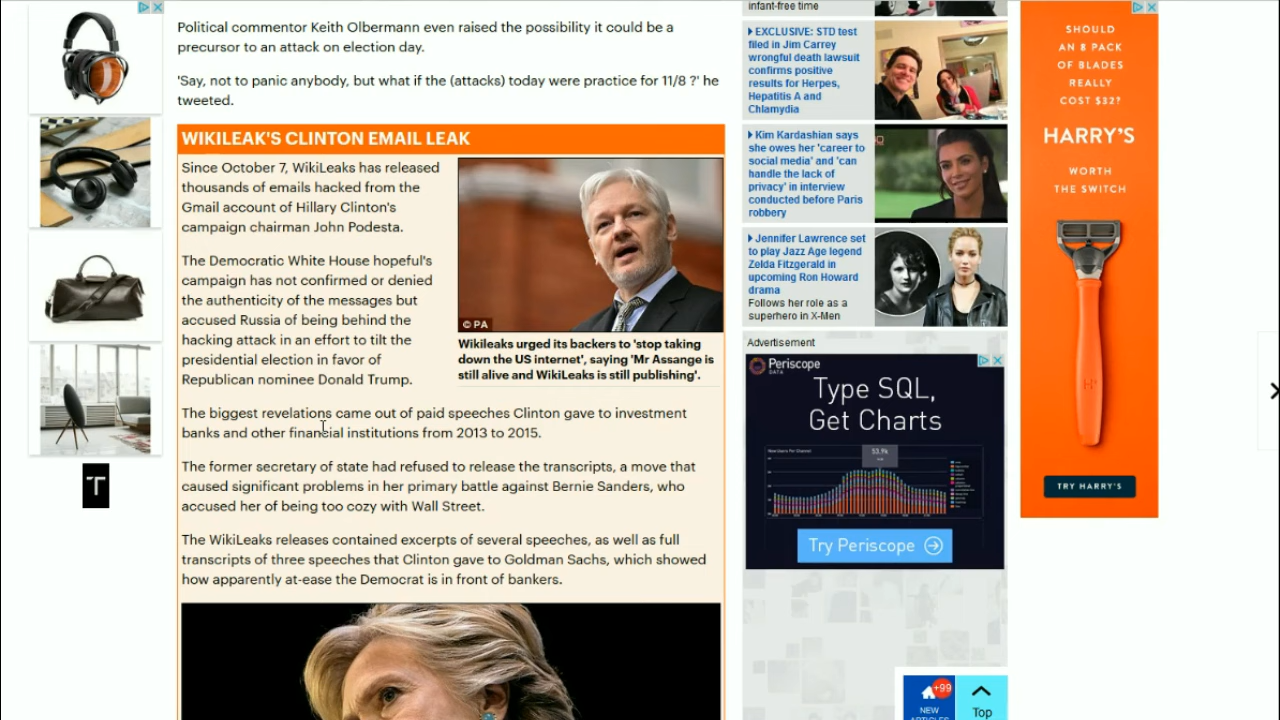 Political commentor Keith Olbermann even raised the possibility it could be a
precursor to an attack on election day.
'Say, not to panic anybody, but what if the (attacks) today were practice for 11/8 ?' he
tweeted.
WIKILEAK'S CLINTON EMAIL LEAK
Since October 7, WikiLeaks has released
thousands of emails hacked from the
Gmail account of Hillary Clinton's
campaign chairman John Podesta.
The Democratic White House hopeful's
campaign has not confirmed or denied
the authenticity of the messages but
accused Russia of being behind the
hacking attack in an effort to tilt the
presidential election in favor of
Republican nominee Donald Trump.
© PA
Wikileaks urged its backers to 'stop taking
down the US internet', saying 'Mr Assange is
still alive and WikiLeaks is still publishing'.
The biggest revelations came out of paid speeches Clinton gave to investment
banks and other financial institutions from 2013 to 2015.
The former secretary of state had refused to release the transcripts, a move that
caused significant problems in her primary battle against Bernie Sanders, who
accused her of being too cozy with Wall Street.
The WikiLeaks releases contained excerpts of several speeches, as well as full
transcripts of three speeches that Clinton gave to Goldman Sachs, which showed
how apparently at-ease the Democrat is in front of bankers.
T
infant-free time
EXCLUSIVE: STD test
filed in Jim Carrey
wrongful death lawsuit
confirms positive
results for Herpes,
Hepatitis A and
Chlamydia
Kim Kardashian says
she owes her 'career to
social media' and 'can
handle the lack of
privacy' in interview
conducted before Paris
robbery
Jennifer Lawrence set
to play Jazz Age legend
Zelda Fitzgerald in
upcoming Ron Howard
drama
Follows her role as a
superhero in X-Men
Advertisement
Periscope
DATA
Type SQL,
Get Charts
53.9k
Try Periscope
+99
NEW
ARTICLES
Top
SHOULD
AN 8 PACK
OF BLADES
REALLY
COST $32?
HARRY'S
WORTH
THE SWITCH
TRY HARRY'S